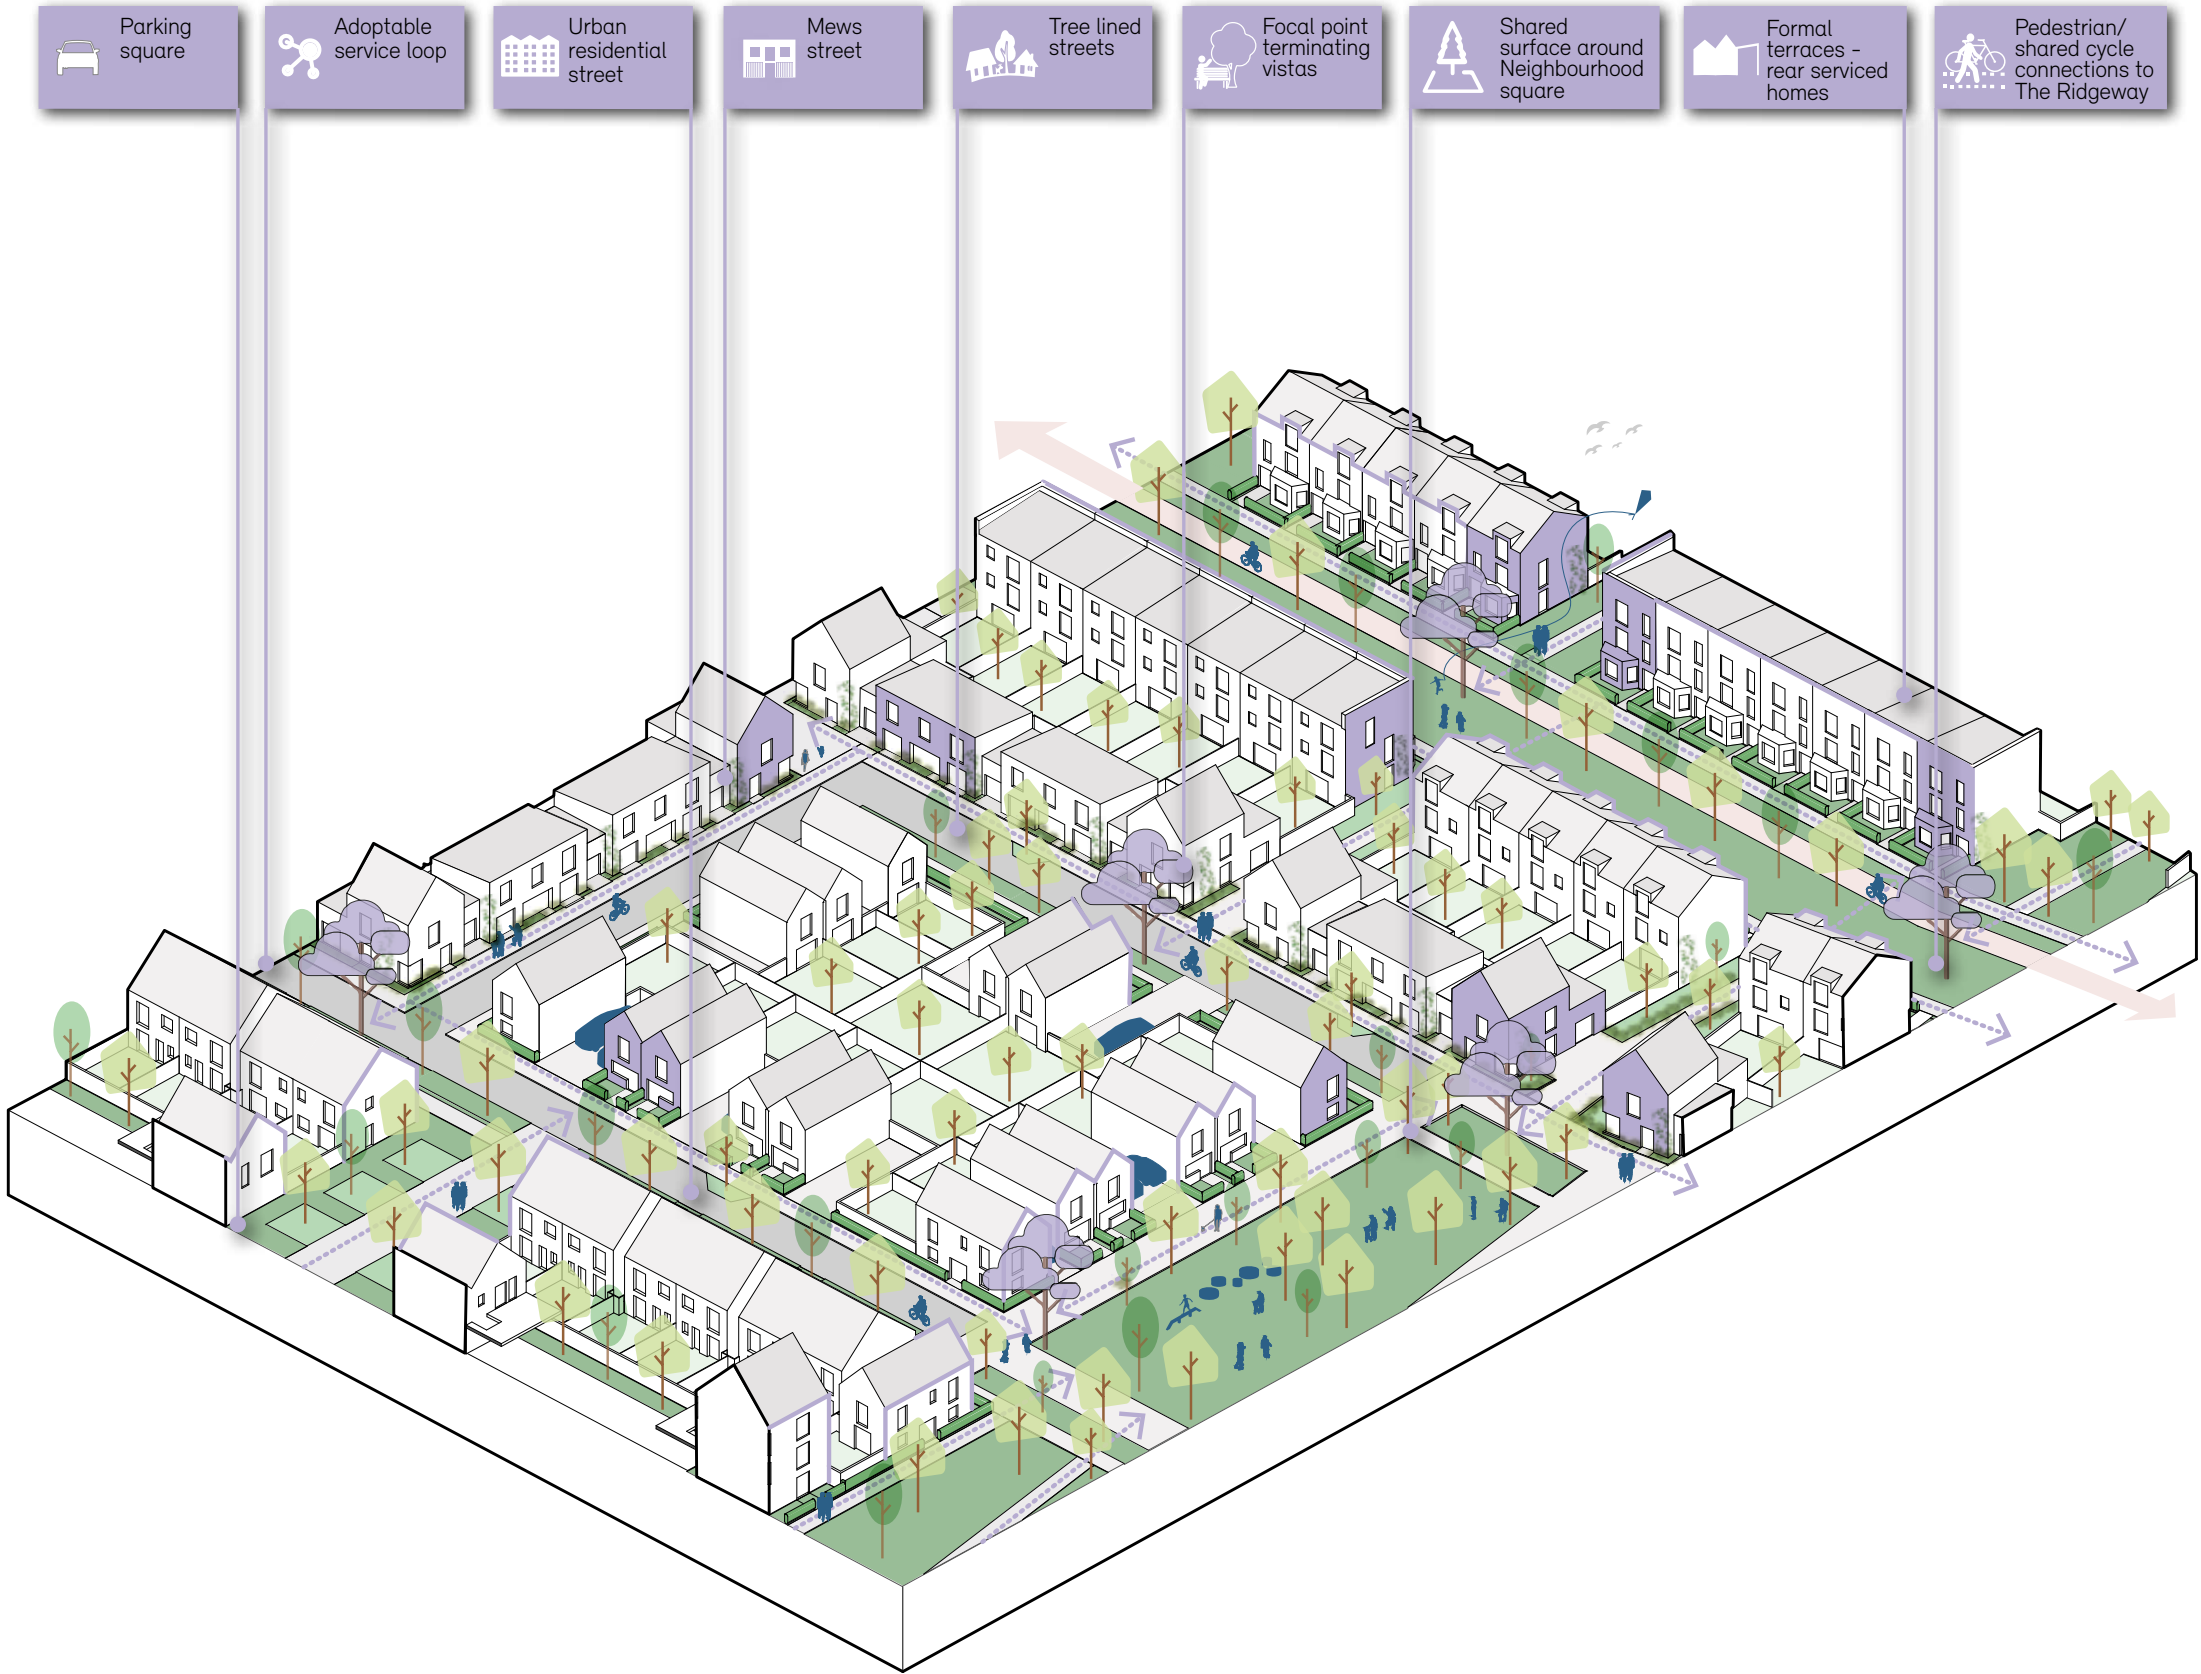 Parking
square
Adoptable
service loop
Urban
residential
street
Mews
street
Tree lined
streets
Focal point
terminating
vistas
Shared
surface around
Neighbourhood
square
Formal
terraces -
rear serviced
homes
Pedestrian/
shared cycle
connections to
The Ridgeway